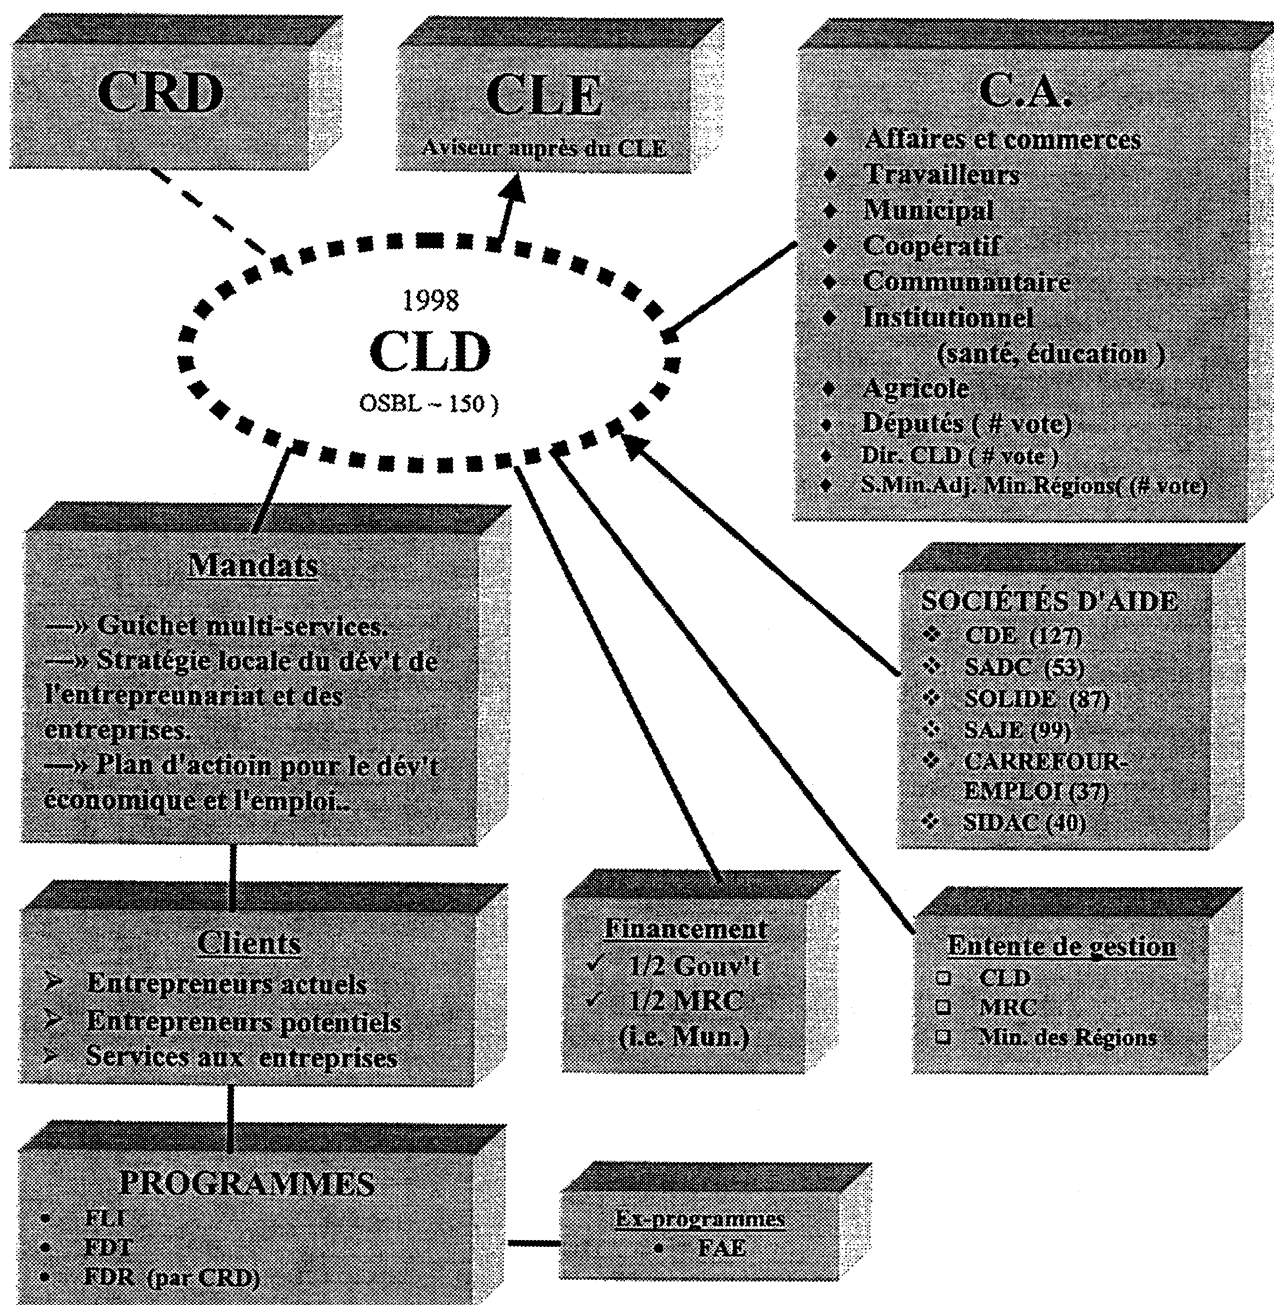 CRD
CLE
Aviseur auprès du CLE
C.A.
♦ Affaires et commerces
♦ Travailleurs
♦ Municipal
♦ Coopératif
♦ Communautaire
♦ Institutionnel
(santé, éducation )
♦ Agricole
♦ Députés ( # vote)
♦ Dir. CLD ( # vote )
♦ S.Min.Adj. Min.Régions( (# vote)
1998
CLD
OSBL ~ 150 )
Mandats
—» Guichet multi-services.
—» Stratégie locale du dév't de
l'entrepreunariat et des
entreprises.
—» Plan d'actioin pour le dév't
économique et l'emploi..
SOCIÉTÉS D'AIDE
❖ CDE (127)
❖ SADC (53)
❖ SOLIDE (87)
❖ SAJE (99)
❖ CARREFOUR-
EMPLOI (37)
❖ SIDAC (40)
Clients
➢ Entrepreneurs actuels
➢ Entrepreneurs potentiels
➢ Services aux entreprises
Financement
✓ 1/2 Gouv't
✓ 1/2 MRC
(i.e. Mun.)
Entente de gestion
❑ CLD
❑ MRC
❑ Min. des Régions
PROGRAMMES
• FLI
• FDT
• FDR (par CRD)
Ex-programmes
• FAE